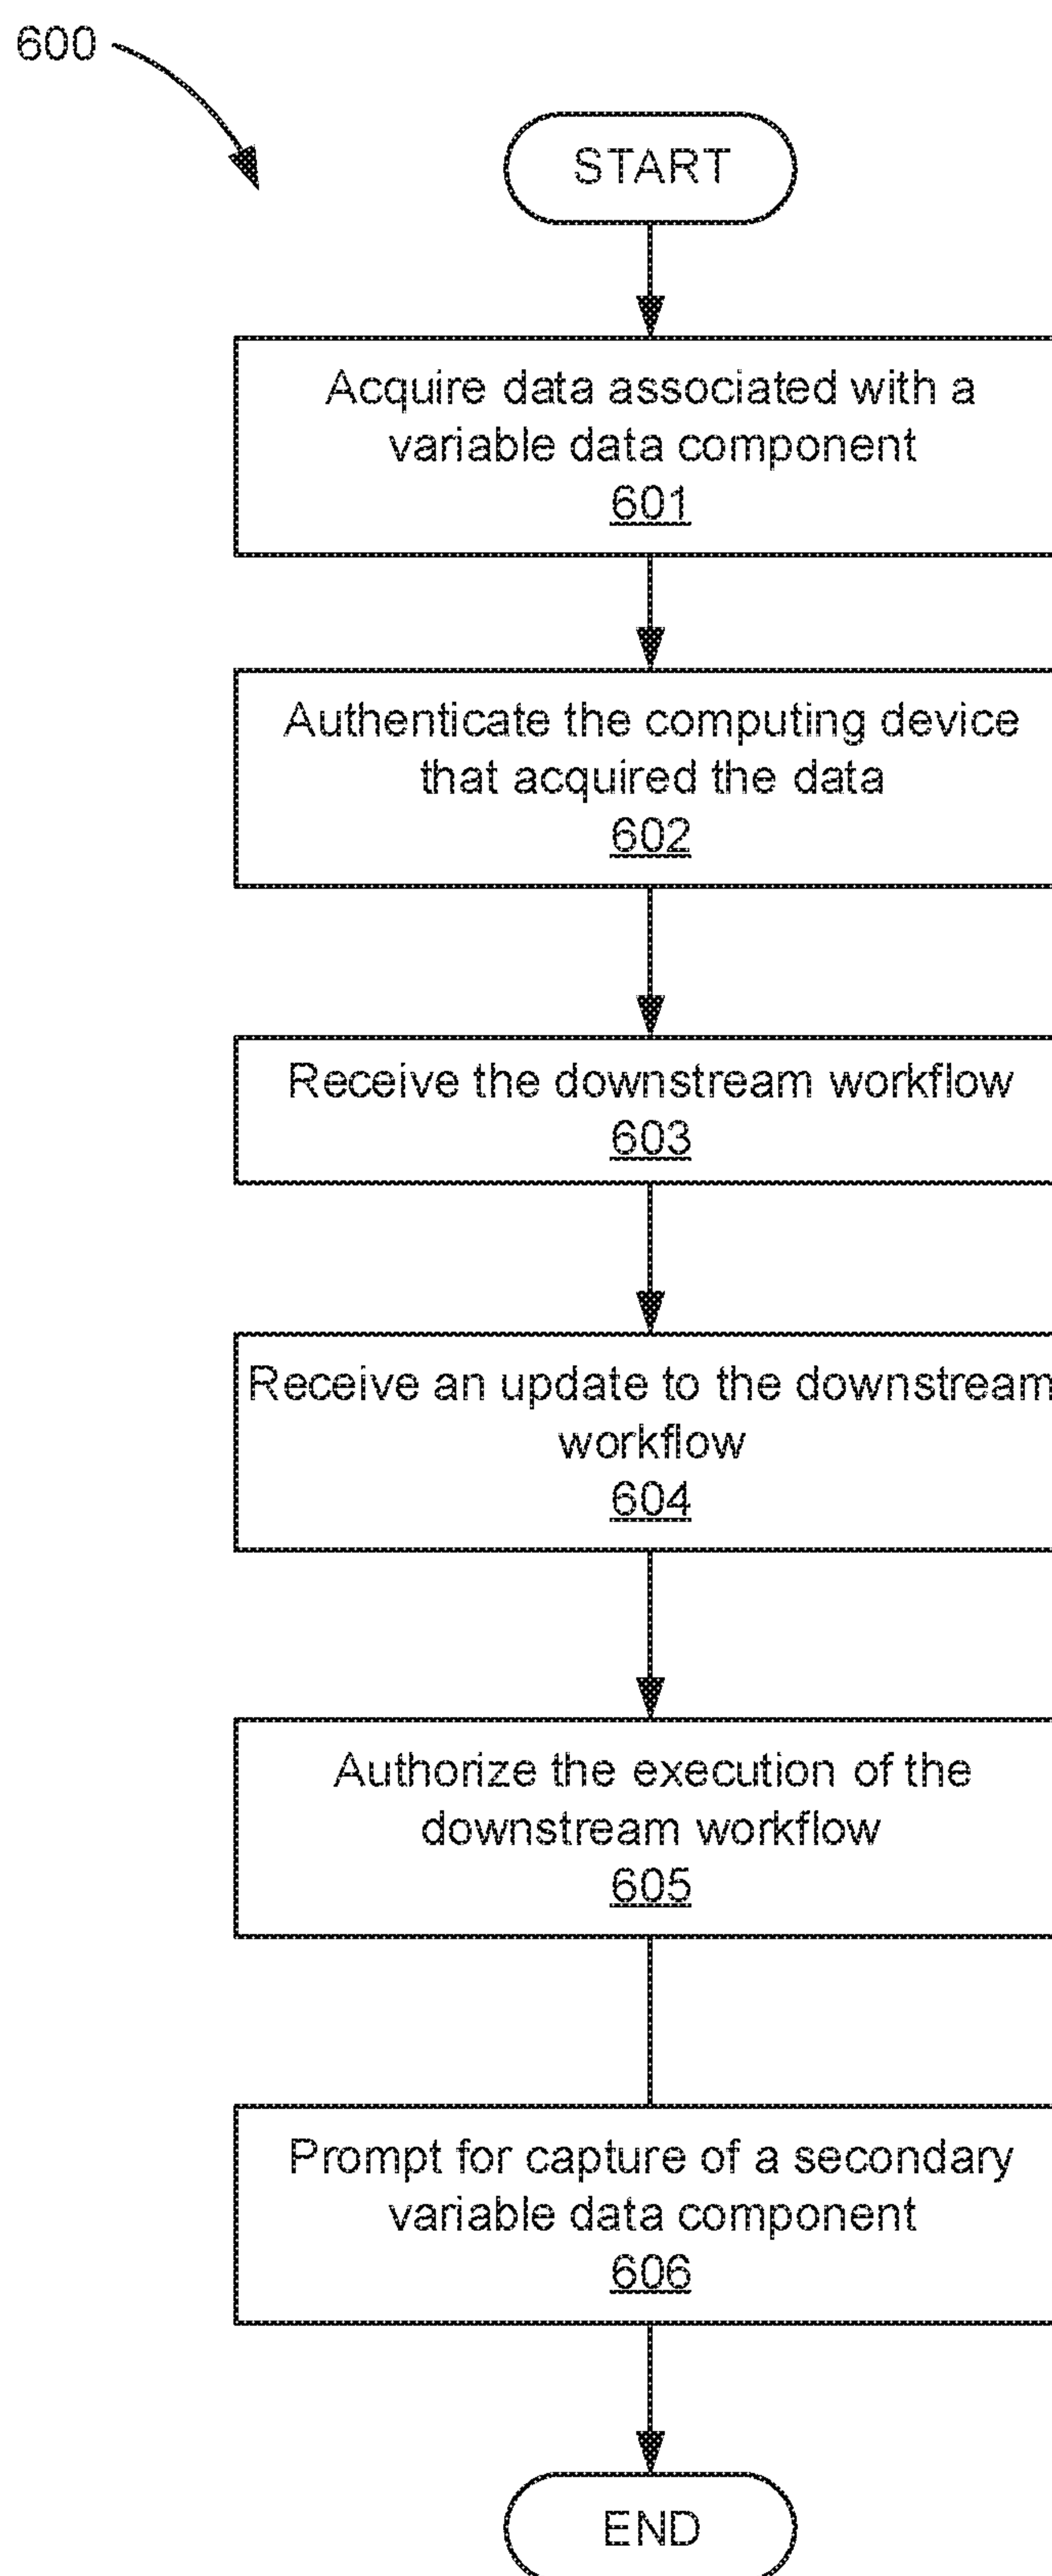 600
START
Acquire data associated with a
variable data component
601
Authenticate the computing device
that acquired the data
602
Receive the downstream workflow
603
Receive an update to the downstream
workflow
604
Authorize the execution of the
downstream workflow
605
Prompt for capture of a secondary
variable data component
606
END